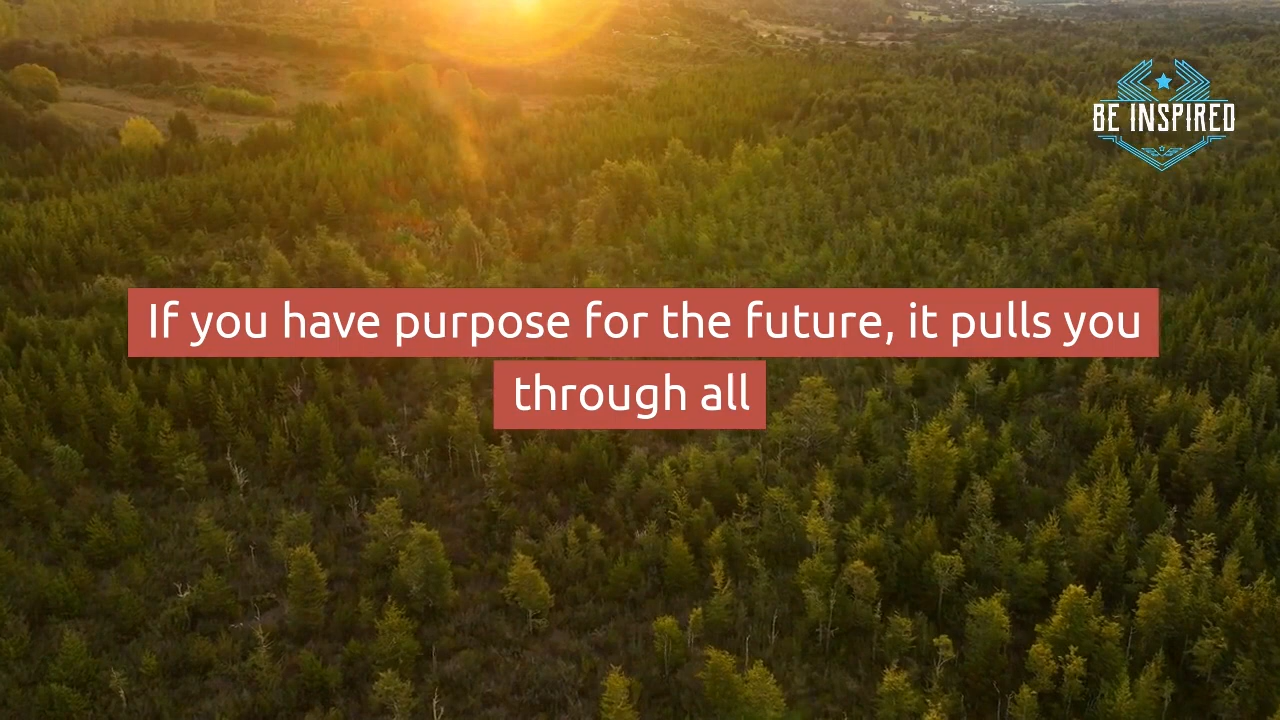 BE INSPIRED
If you have purpose for the future, it pulls you
through all